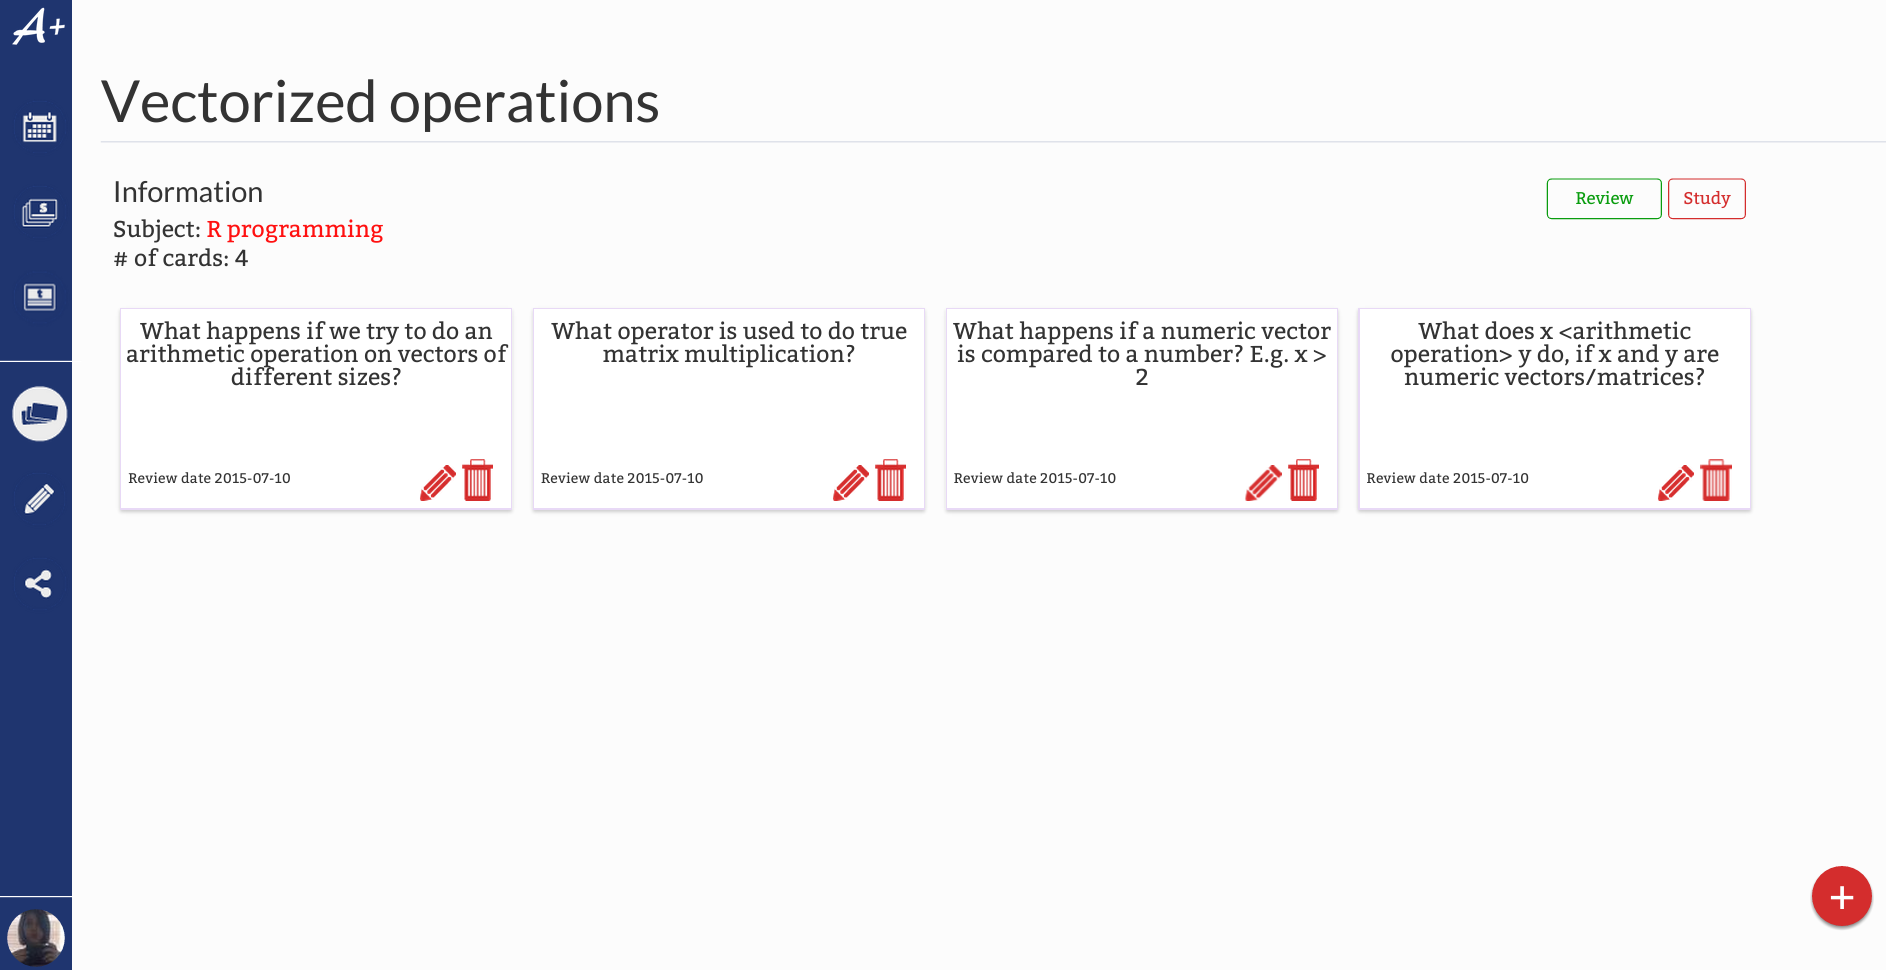 A+
Vectorized operations
Information
Review
Study
Subject: R programming
# of cards: 4
What happens if we try to do an
arithmetic operation on vectors of
different sizes?
Review date 2015-07-10
What operator is used to do true
matrix multiplication?
Review date 2015-07-10
What happens if a numeric vector
is compared to a number? E.g. x >
2
Review date 2015-07-10
What does x <arithmetic
operation> y do, if x and y are
numeric vectors/matrices?
Review date 2015-07-10
s
t
+